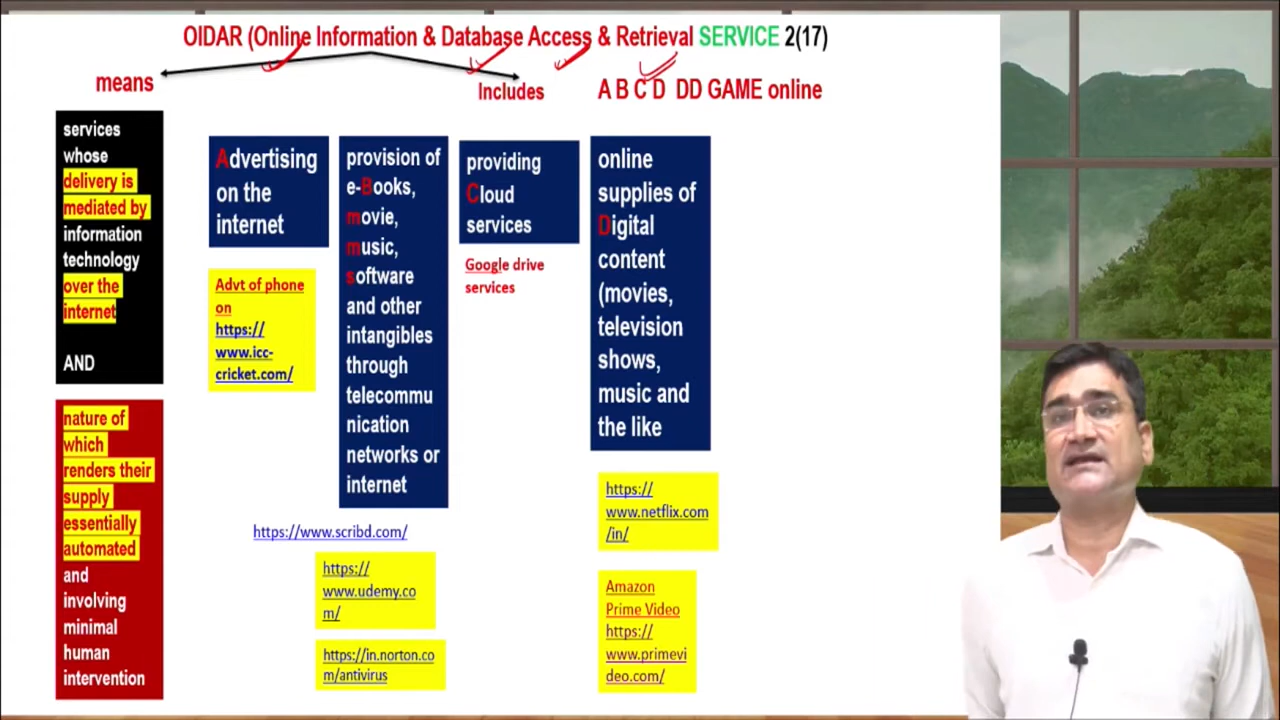 OIDAR (Online Information & Database Access & Retrieval SERVICE 2(17)
means
Includes
A B C D DD GAME online
services
whose
delivery is
mediated by
information
technology
over the
internet
AND
nature of
which
renders their
supply
essentially
automated
and
involving
minimal
human
intervention
Advertising
on the
internet
Advt of phone
on
https://
www.icc-
cricket.com/
provision of
e-Books,
movie,
music,
software
and other
intangibles
through
telecommu
nication
networks or
internet
https://www.scribd.com/
https://
www.udemy.co
m/
https://in.norton.co
m/antivirus
providing
Cloud
services
Google drive
services
online
supplies of
Digital
content
(movies,
television
shows,
music and
the like
https://
www.netflix.com
/in/
Amazon
Prime Video
https://
www.primevi
deo.com/